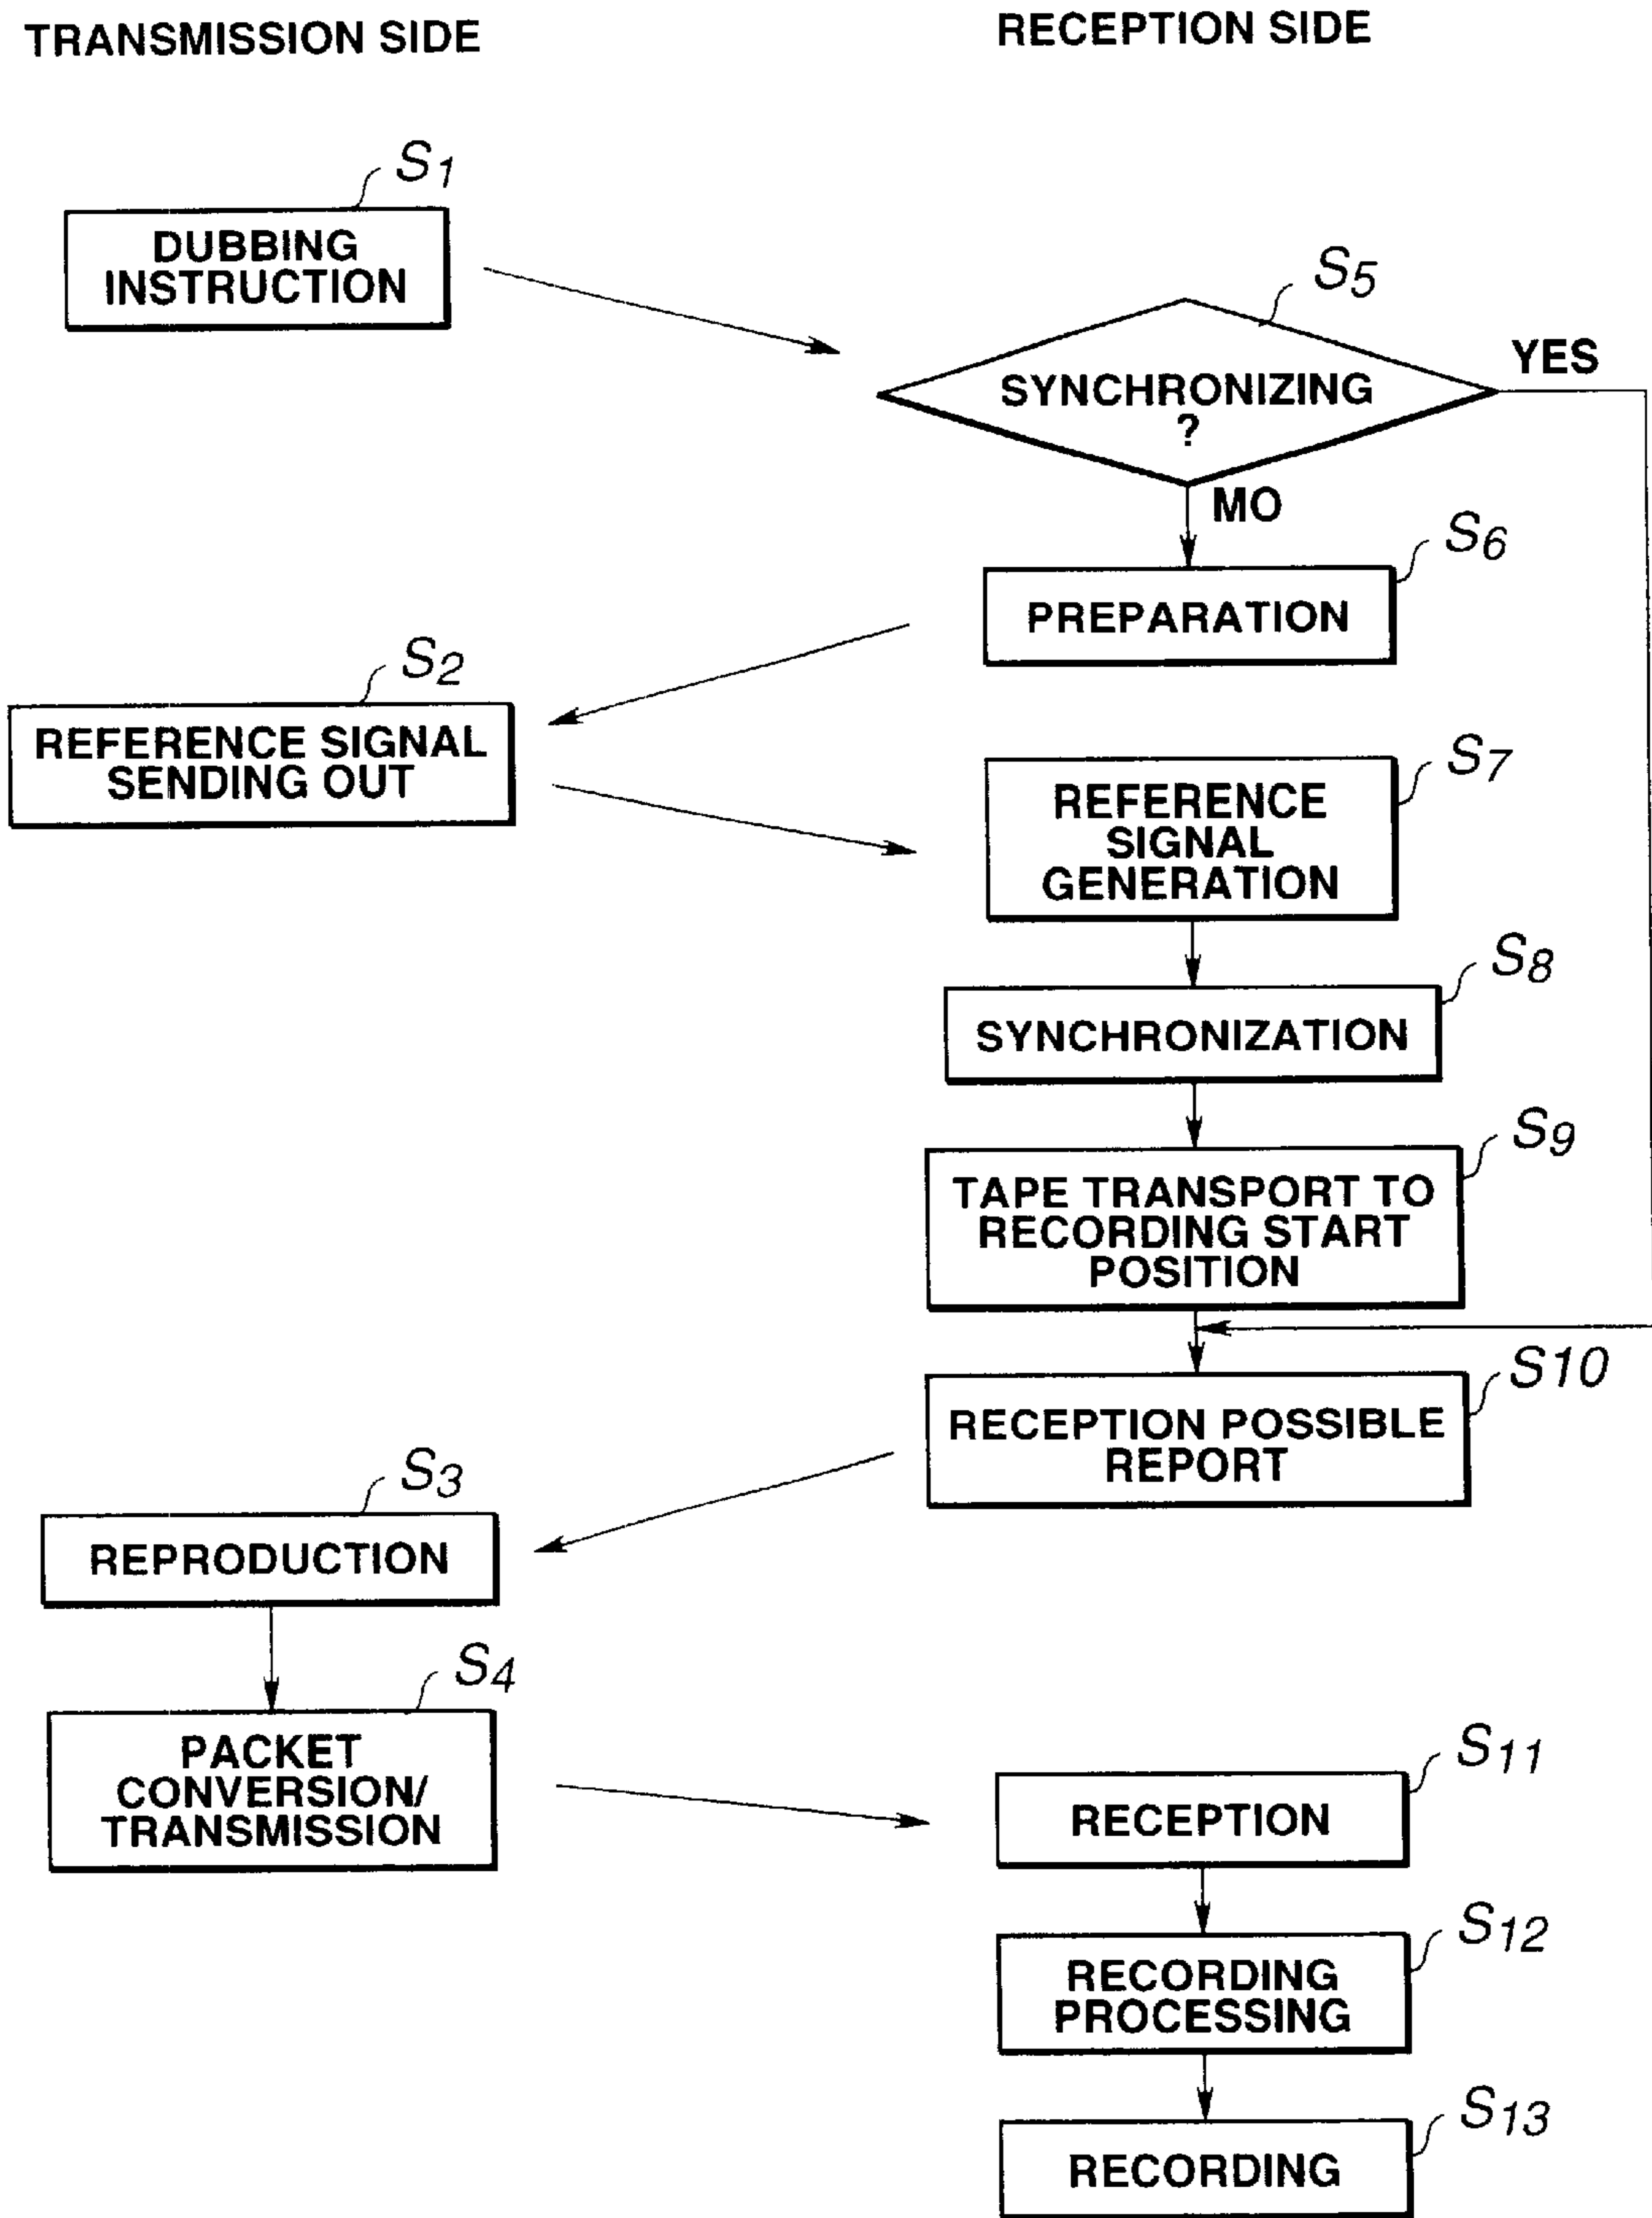 TRANSMISSION SIDE
RECEPTION SIDE
S1
DUBBING
INSTRUCTION
S5
SYNCHRONIZING
?
YES
MO
S6
PREPARATION
S2
REFERENCE SIGNAL
SENDING OUT
S7
REFERENCE
SIGNAL
GENERATION
S8
SYNCHRONIZATION
S9
TAPE TRANSPORT TO
RECORDING START
POSITION
S10
RECEPTION POSSIBLE
REPORT
S3
REPRODUCTION
S4
PACKET
CONVERSION/
TRANSMISSION
S11
RECEPTION
S12
RECORDING
PROCESSING
S13
RECORDING